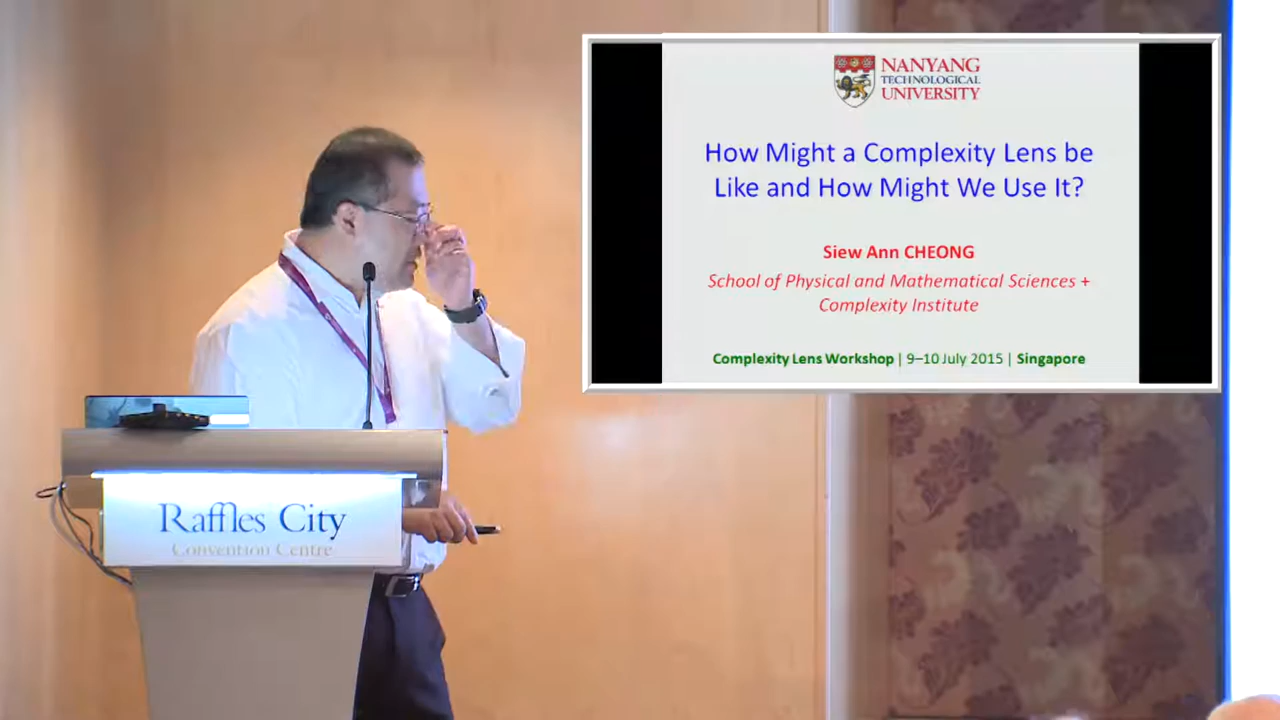 NANYANG
TECHNOLOGICAL
UNIVERSITY
How Might a Complexity Lens be
Like and How Might We Use It?
Siew Ann CHEONG
School of Physical and Mathematical Sciences +
Complexity Institute
Complexity Lens Workshop | 9–10 July 2015 | Singapore
Raffles City
Convention Centre